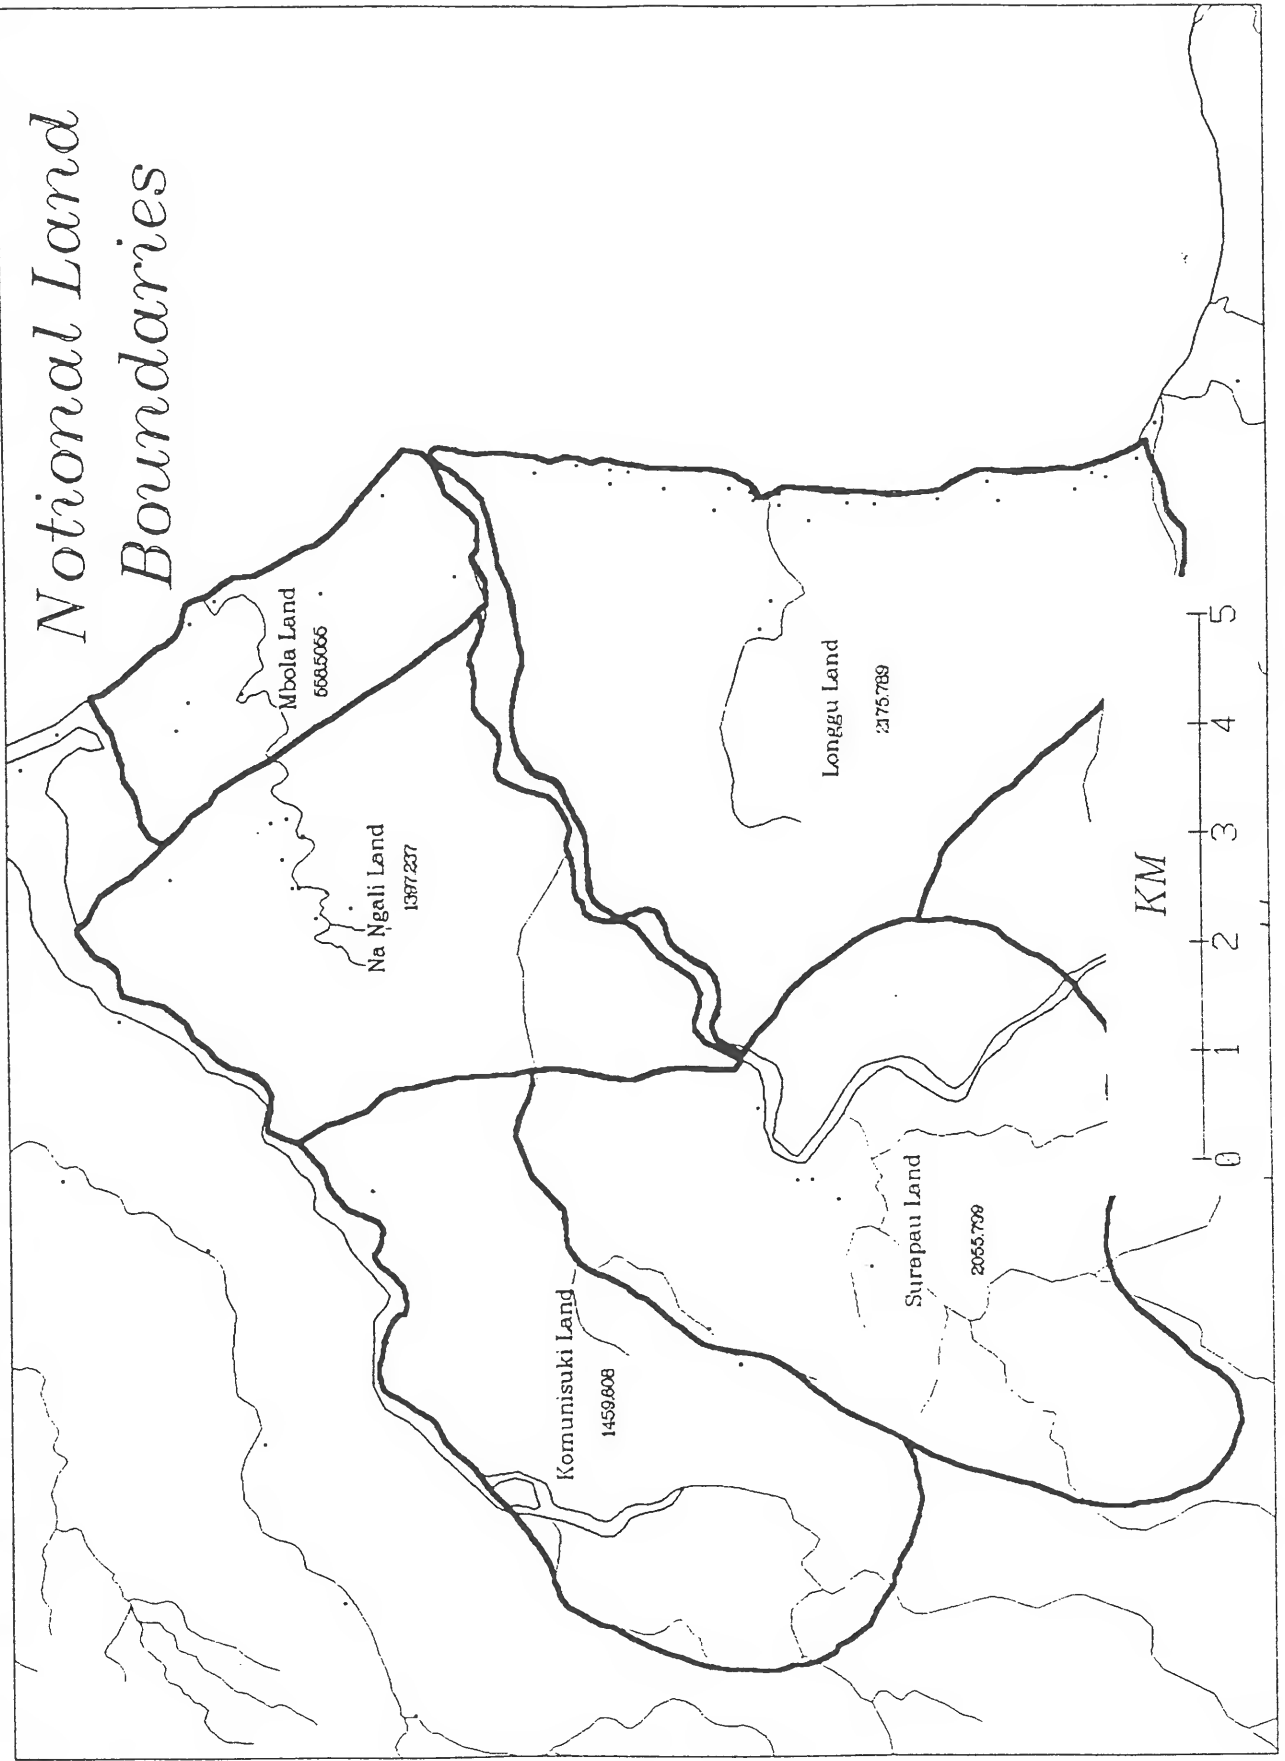 Notional Land
Boundaries
Mbola Land
558.5055
Na Ngali Land
1397.237
Longgu Land
2175.789
Komunisuki Land
1459.608
Surapau Land
2055.799
KM
0 1 2 3 4 5